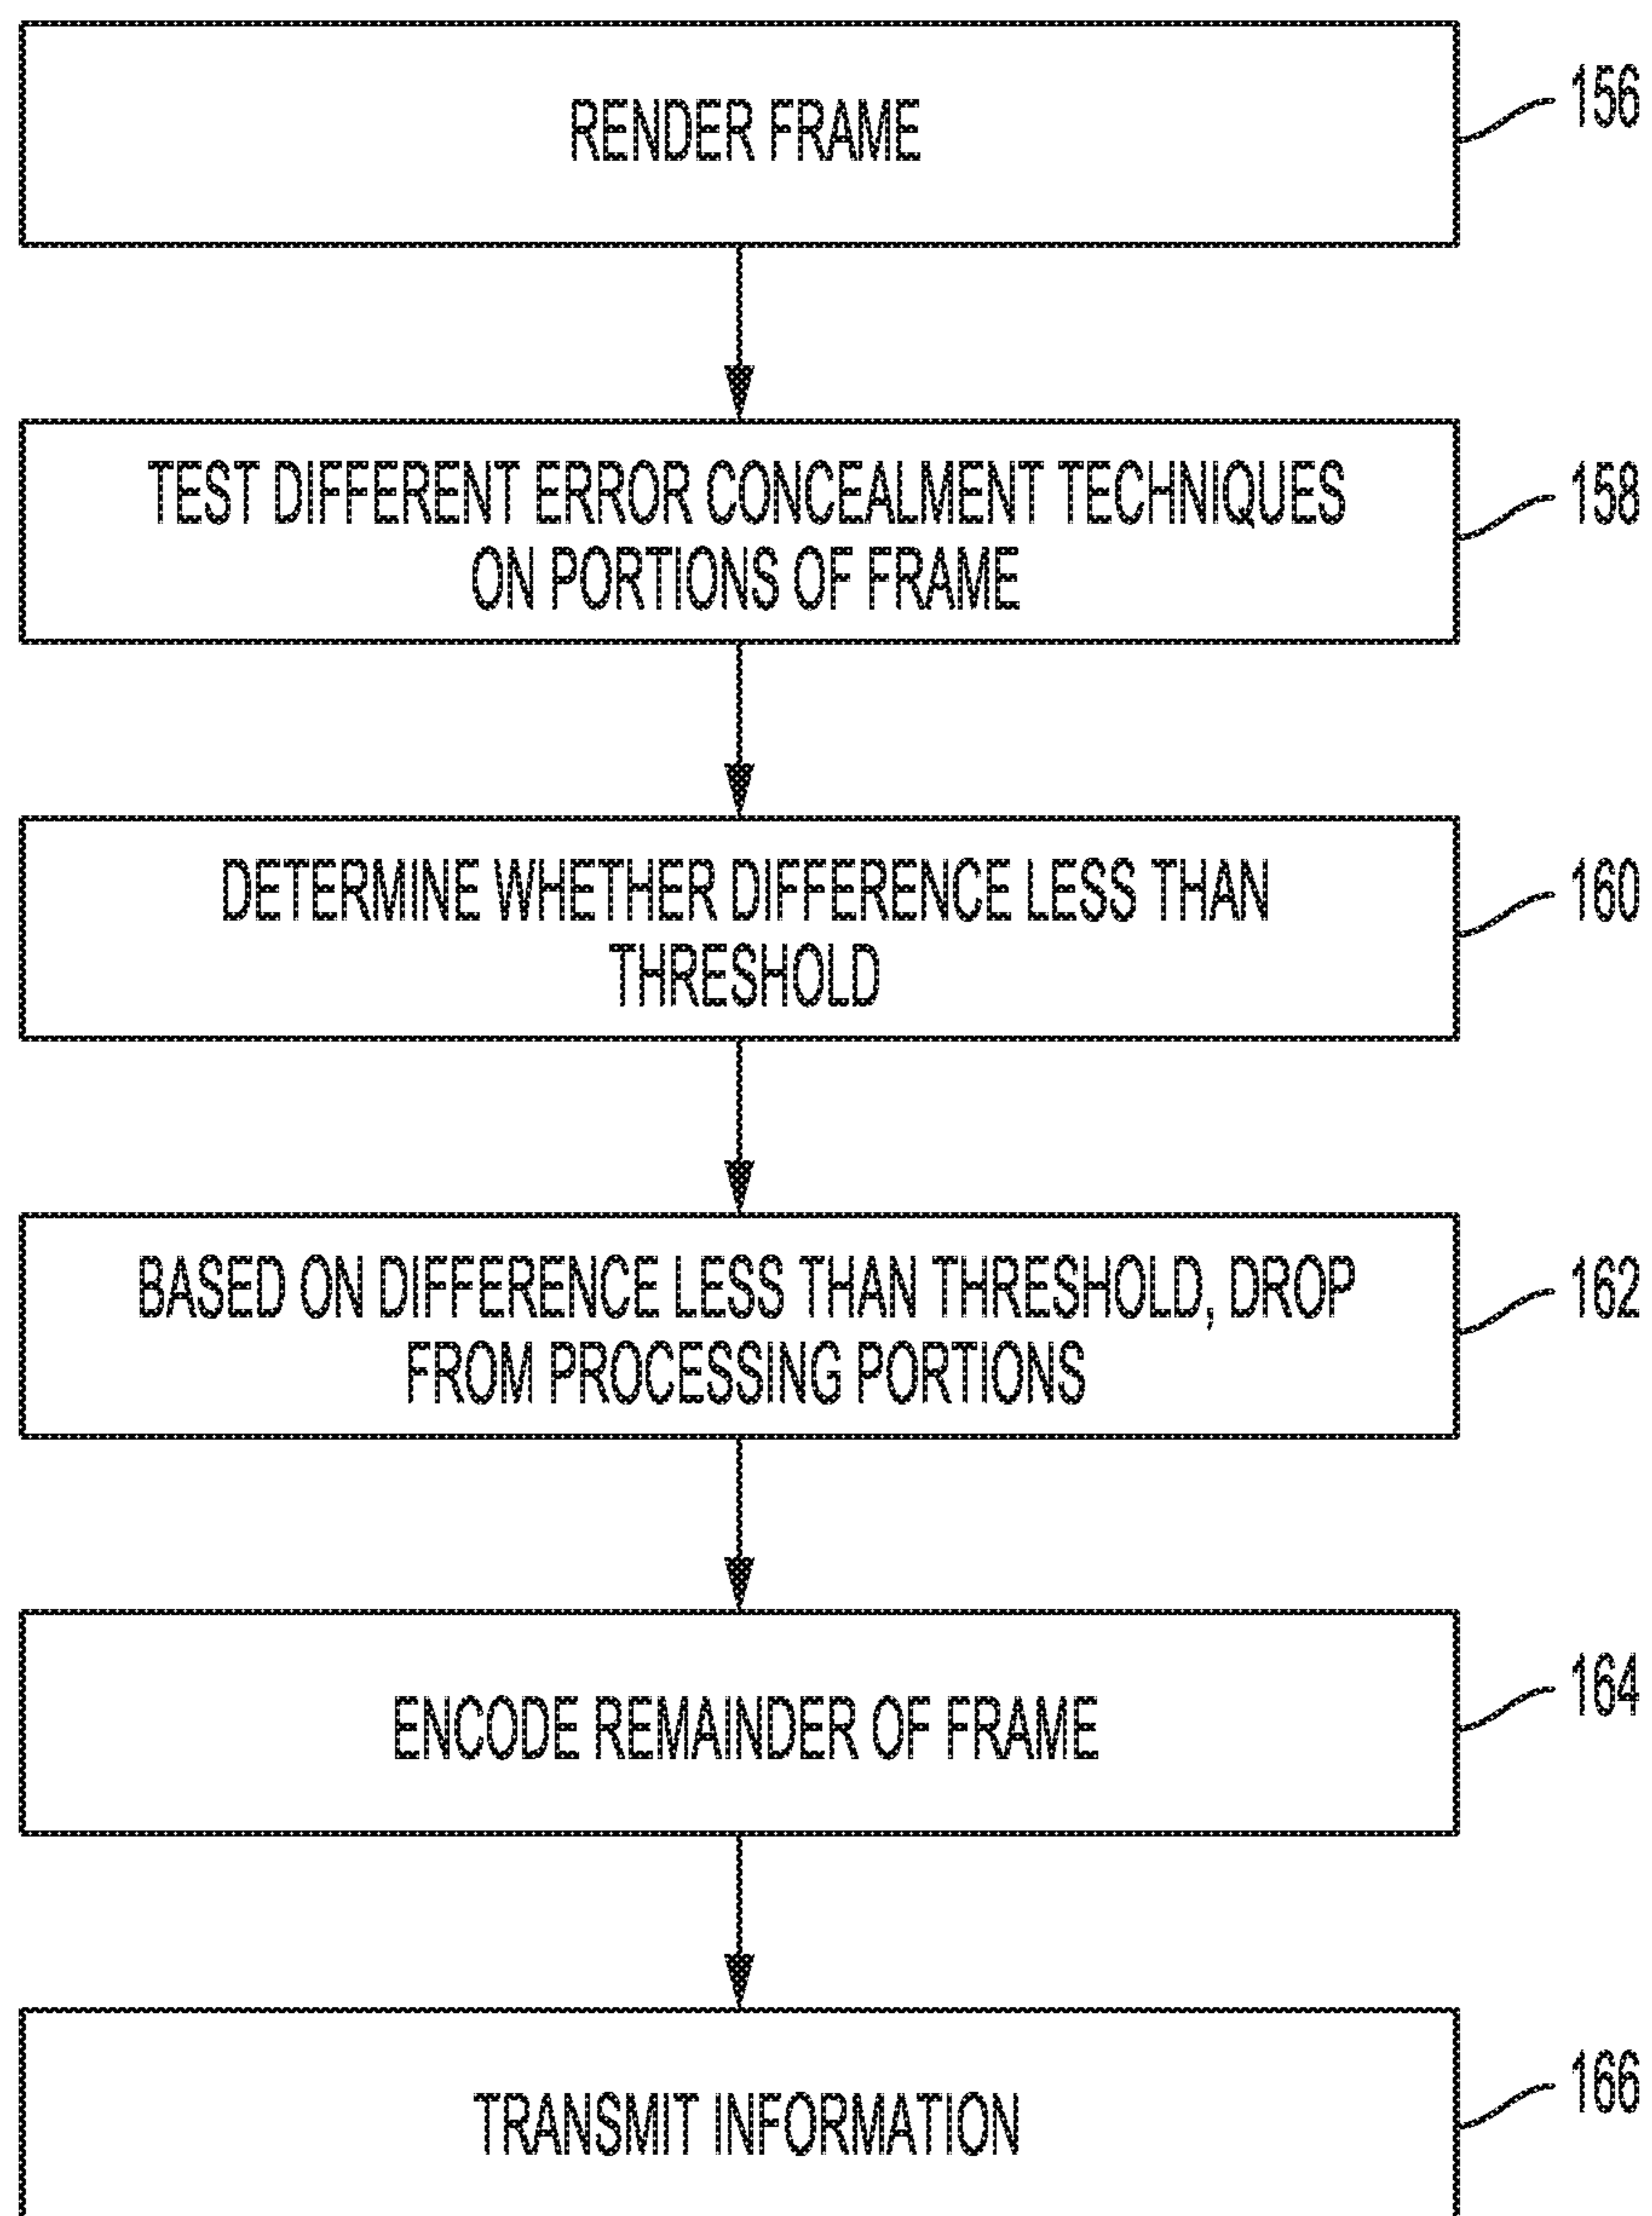 RENDER FRAME
156
TEST DIFFERENT ERROR CONCEALMENT TECHNIQUES
ON PORTIONS OF FRAME
158
DETERMINE WHETHER DIFFERENCE LESS THAN
THRESHOLD
160
BASED ON DIFFERENCE LESS THAN THRESHOLD, DROP
FROM PROCESSING PORTIONS
162
ENCODE REMAINDER OF FRAME
164
TRANSMIT INFORMATION
166